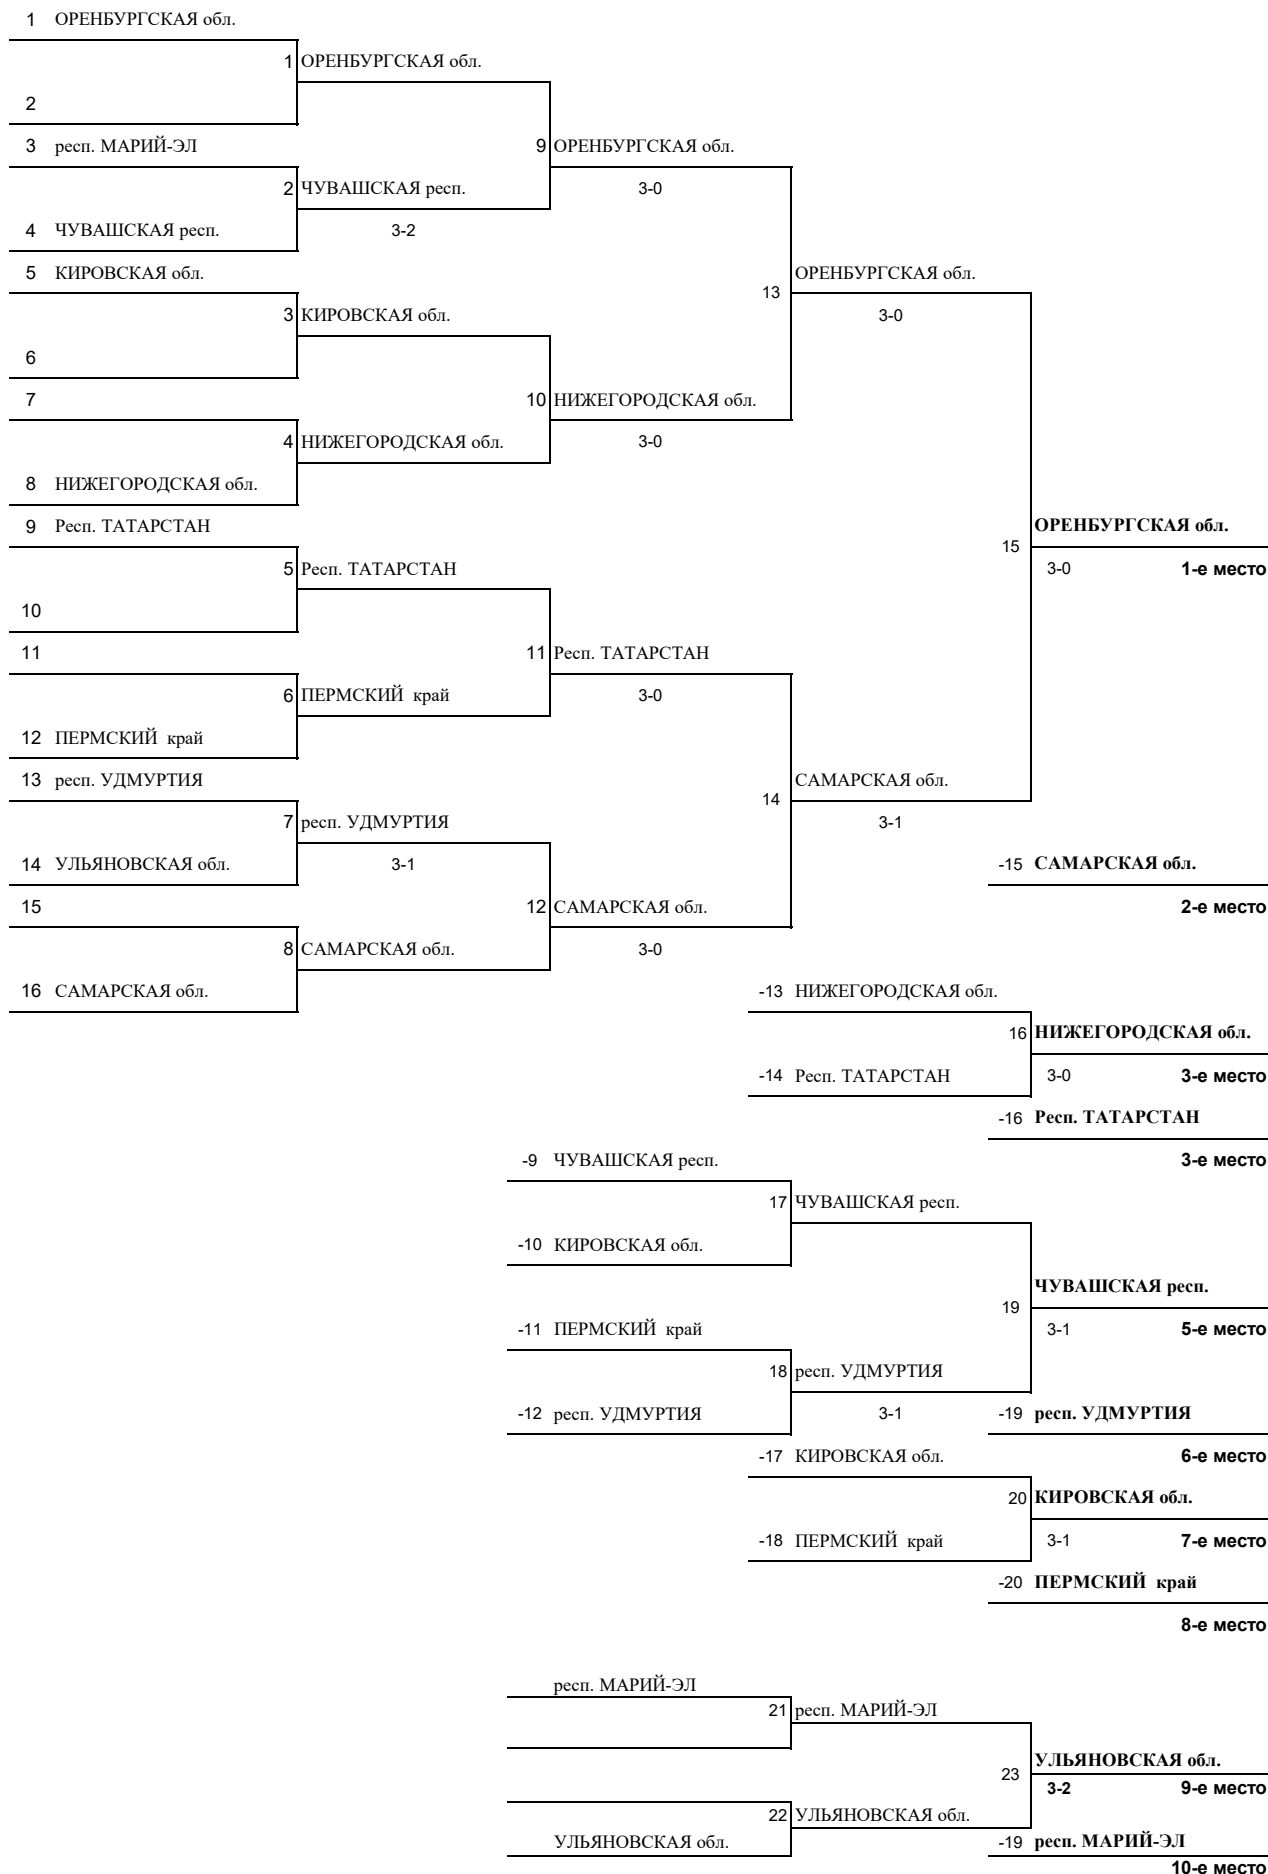 1 ОРЕНБУРГСКАЯ обл.
1 ОРЕНБУРГСКАЯ обл.
2
3 респ. МАРИЙ-ЭЛ 9 ОРЕНБУРГСКАЯ обл.
2 ЧУВАШСКАЯ респ. 3-0
4 ЧУВАШСКАЯ респ. 3-2
5 КИРОВСКАЯ обл. ОРЕНБУРГСКАЯ обл.
13
3 КИРОВСКАЯ обл. 3-0
6
7 10 НИЖЕГОРОДСКАЯ обл.
4 НИЖЕГОРОДСКАЯ обл. 3-0
8 НИЖЕГОРОДСКАЯ обл.
9 Респ. ТАТАРСТАН ОРЕНБУРГСКАЯ обл.
15
5 Респ. ТАТАРСТАН 3-0 1-е место
10
11 11 Респ. ТАТАРСТАН
6 ПЕРМСКИЙ край 3-0
12 ПЕРМСКИЙ край
13 респ. УДМУРТИЯ САМАРСКАЯ обл.
14
7 респ. УДМУРТИЯ 3-1
14 УЛЬЯНОВСКАЯ обл. 3-1 -15 САМАРСКАЯ обл.
15 12 САМАРСКАЯ обл. 2-е место
8 САМАРСКАЯ обл. 3-0
16 САМАРСКАЯ обл. -13 НИЖЕГОРОДСКАЯ обл.
16 НИЖЕГОРОДСКАЯ обл.
-14 Респ. ТАТАРСТАН 3-0 3-е место
-16 Респ. ТАТАРСТАН
-9 ЧУВАШСКАЯ респ. 3-е место
17 ЧУВАШСКАЯ респ.
-10 КИРОВСКАЯ обл.
ЧУВАШСКАЯ респ.
19
-11 ПЕРМСКИЙ край 3-1 5-е место
18 респ. УДМУРТИЯ
-12 респ. УДМУРТИЯ 3-1 -19 респ. УДМУРТИЯ
-17 КИРОВСКАЯ обл. 6-е место
20 КИРОВСКАЯ обл.
-18 ПЕРМСКИЙ край 3-1 7-е место
-20 ПЕРМСКИЙ край
8-е место
респ. МАРИЙ-ЭЛ
21 респ. МАРИЙ-ЭЛ
УЛЬЯНОВСКАЯ обл.
23
3-2 9-е место
22 УЛЬЯНОВСКАЯ обл.
УЛЬЯНОВСКАЯ обл. -19 респ. МАРИЙ-ЭЛ
10-е место